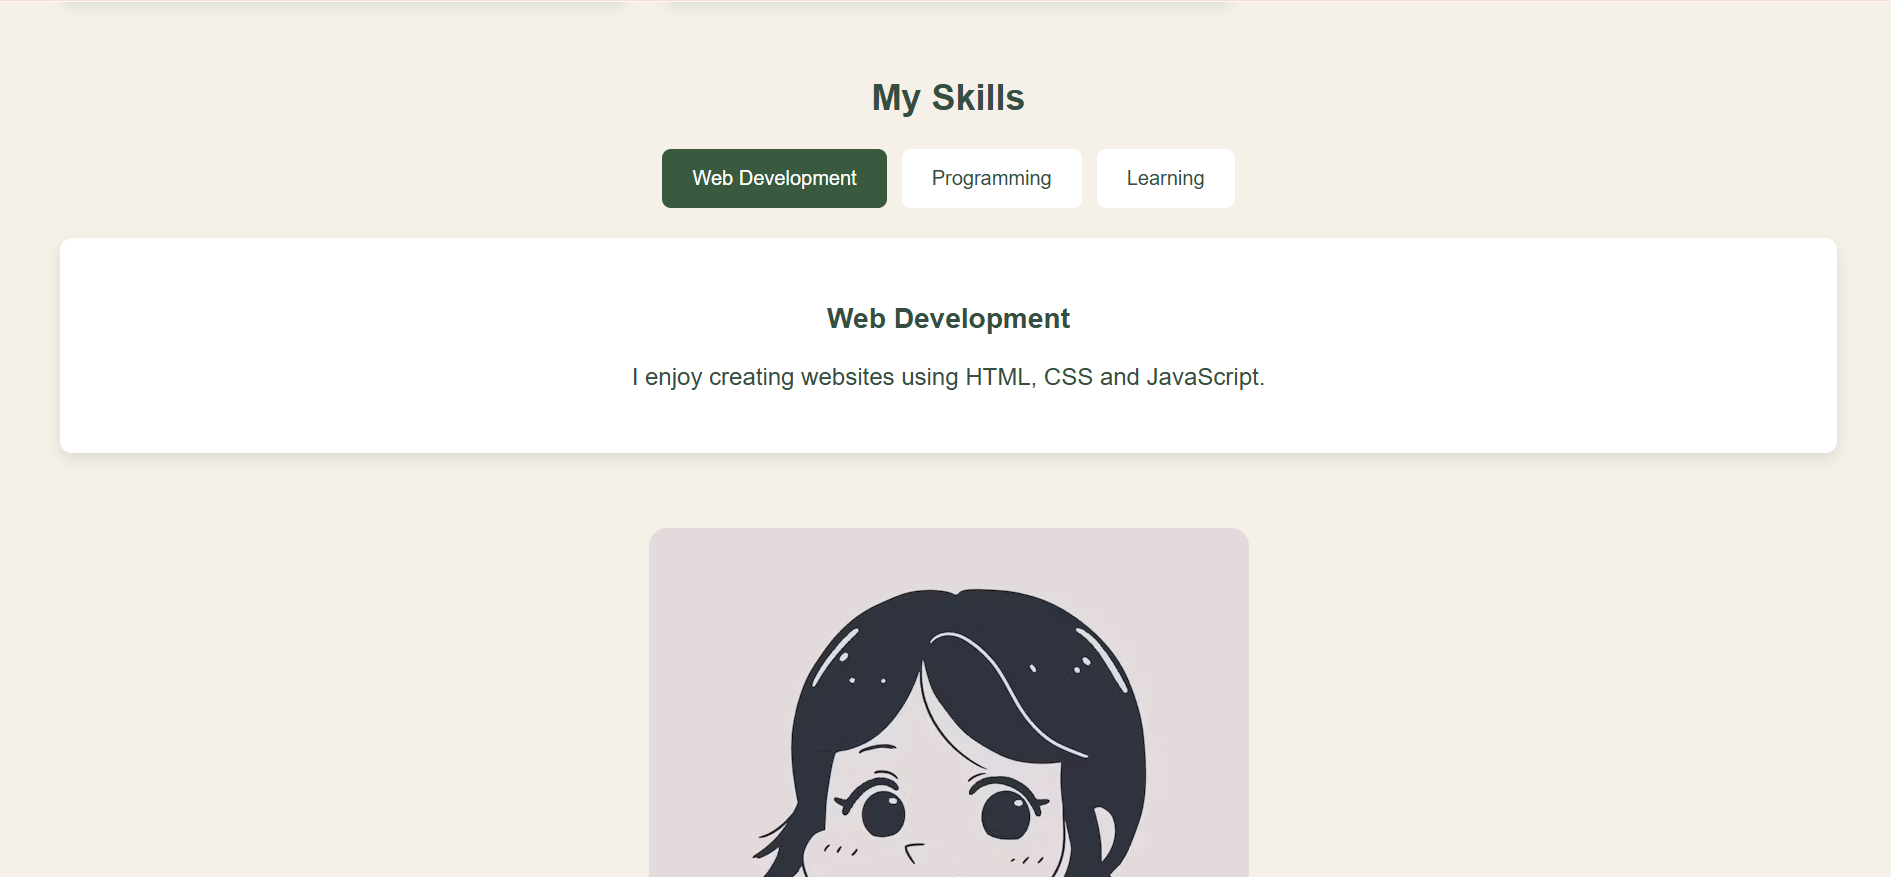 My Skills
Web Development
Programming
Learning
Web Development
I enjoy creating websites using HTML, CSS and JavaScript.